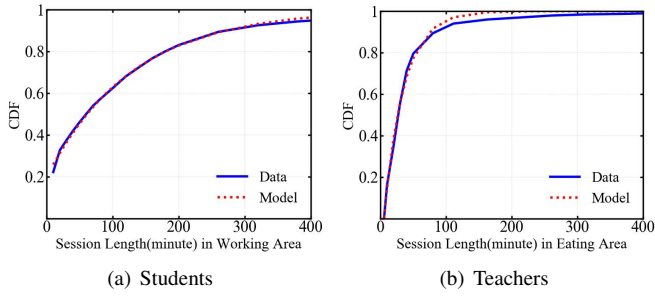 1
0.8
0.6
0.4
0.2
CDF
0 100 200 300 400
Data
Model
Session Length(minute) in Working Area
(a) Students
1
0.8
0.6
0.4
0.2
CDF
0 100 200 300 400
Data
Model
Session Length(minute) in Eating Area
(b) Teachers